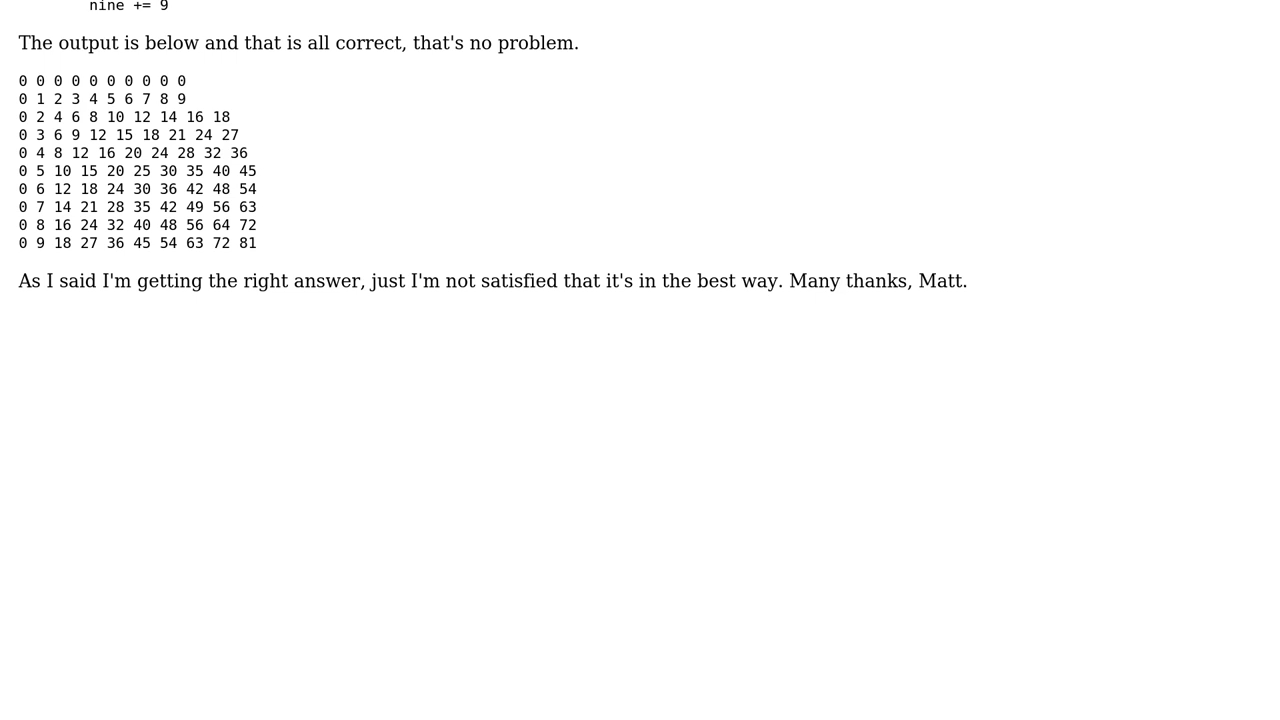 nine += 9
The output is below and that is all correct, that's no problem.
0 0 0 0 0 0 0 0 0 0
0 1 2 3 4 5 6 7 8 9
0 2 4 6 8 10 12 14 16 18
0 3 6 9 12 15 18 21 24 27
0 4 8 12 16 20 24 28 32 36
0 5 10 15 20 25 30 35 40 45
0 6 12 18 24 30 36 42 48 54
0 7 14 21 28 35 42 49 56 63
0 8 16 24 32 40 48 56 64 72
0 9 18 27 36 45 54 63 72 81
As I said I'm getting the right answer, just I'm not satisfied that it's in the best way. Many thanks, Matt.